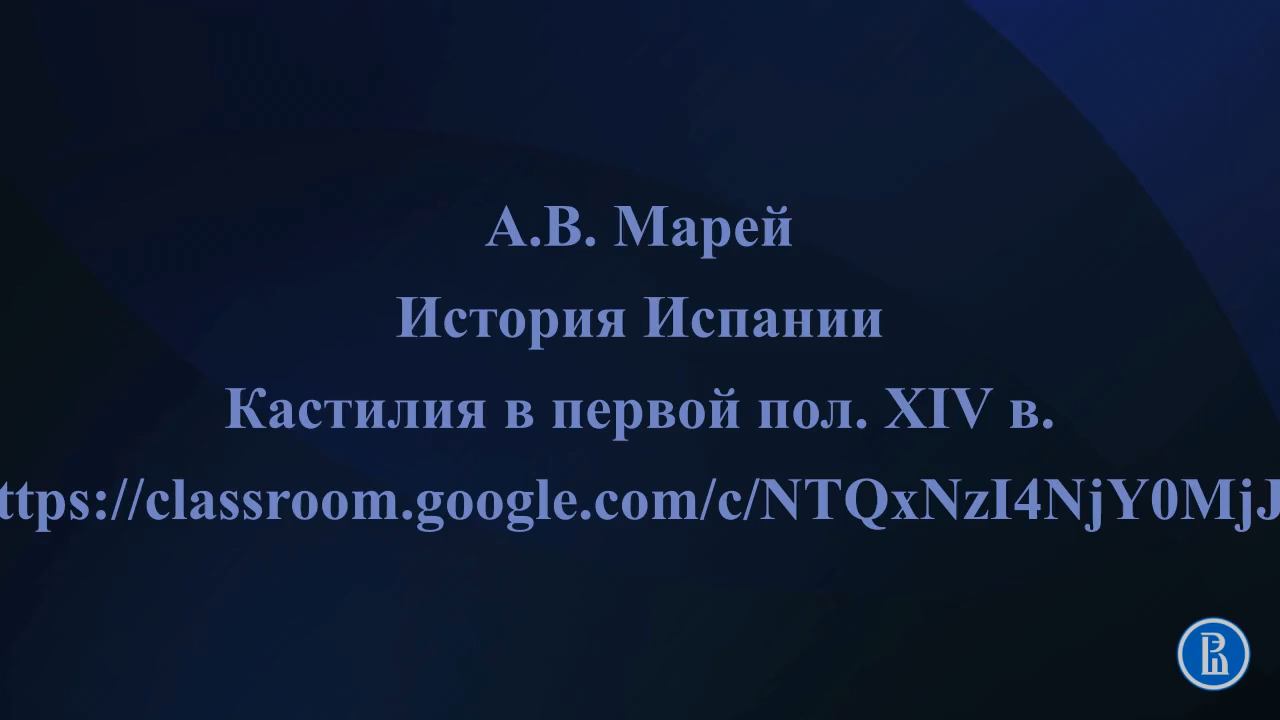 А.В. Марей
История Испании
Кастилия в первой пол. XIV в.
ttps://classroom.google.com/c/NTQxNzI4NjY0MjJ